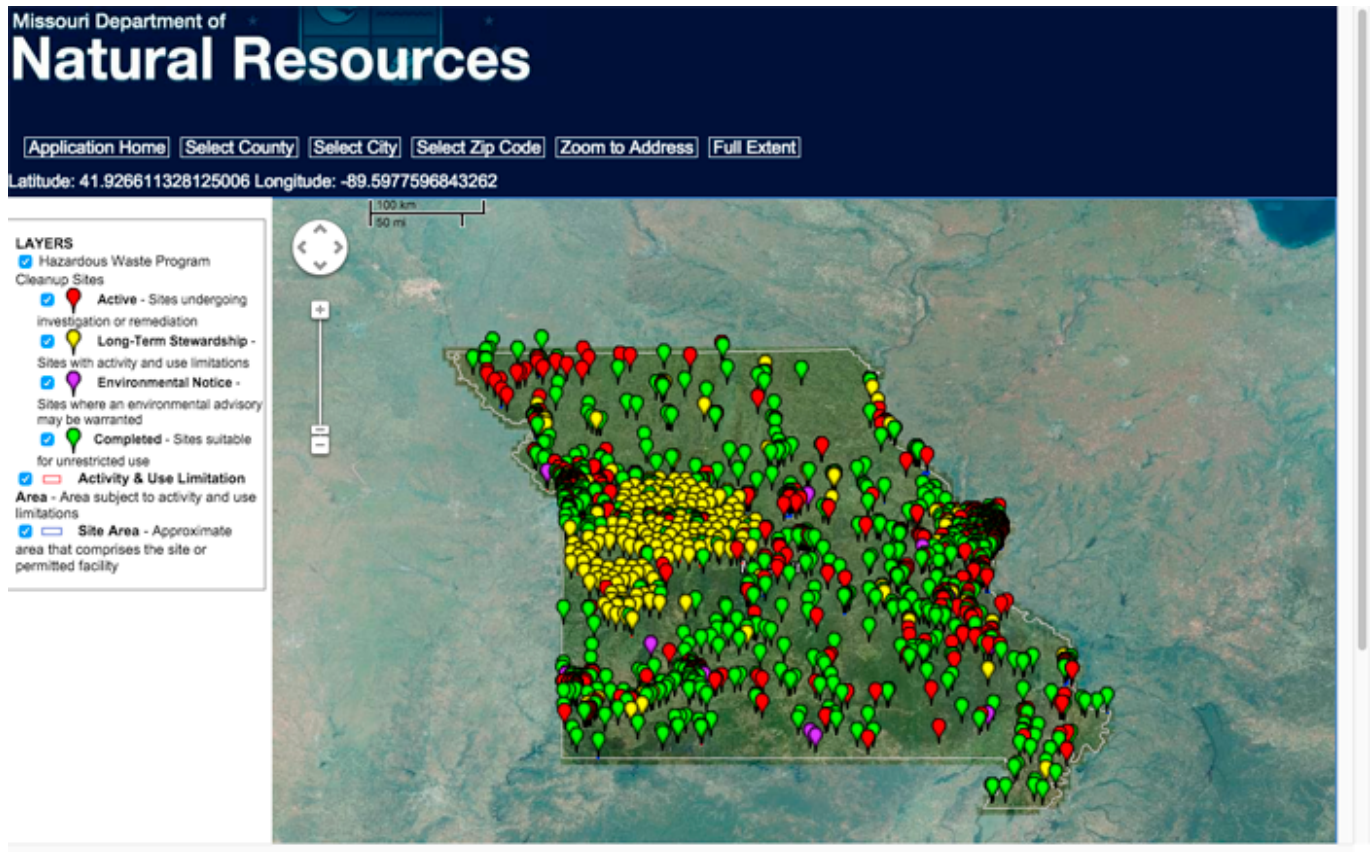 Missouri Department of
Natural Resources
Application Home Select County Select City Select Zip Code Zoom to Address Full Extent
Latitude: 41.926611328125006 Longitude: -89.5977596843262
100 km
50 mi
LAYERS
Hazardous Waste Program
Cleanup Sites
Active - Sites undergoing
investigation or remediation
Long-Term Stewardship -
Sites with activity and use limitations
Environmental Notice -
Sites where an environmental advisory
may be warranted
Completed - Sites suitable
for unrestricted use
Activity & Use Limitation
Area - Area subject to activity and use
limitations
Site Area - Approximate
area that comprises the site or
permitted facility